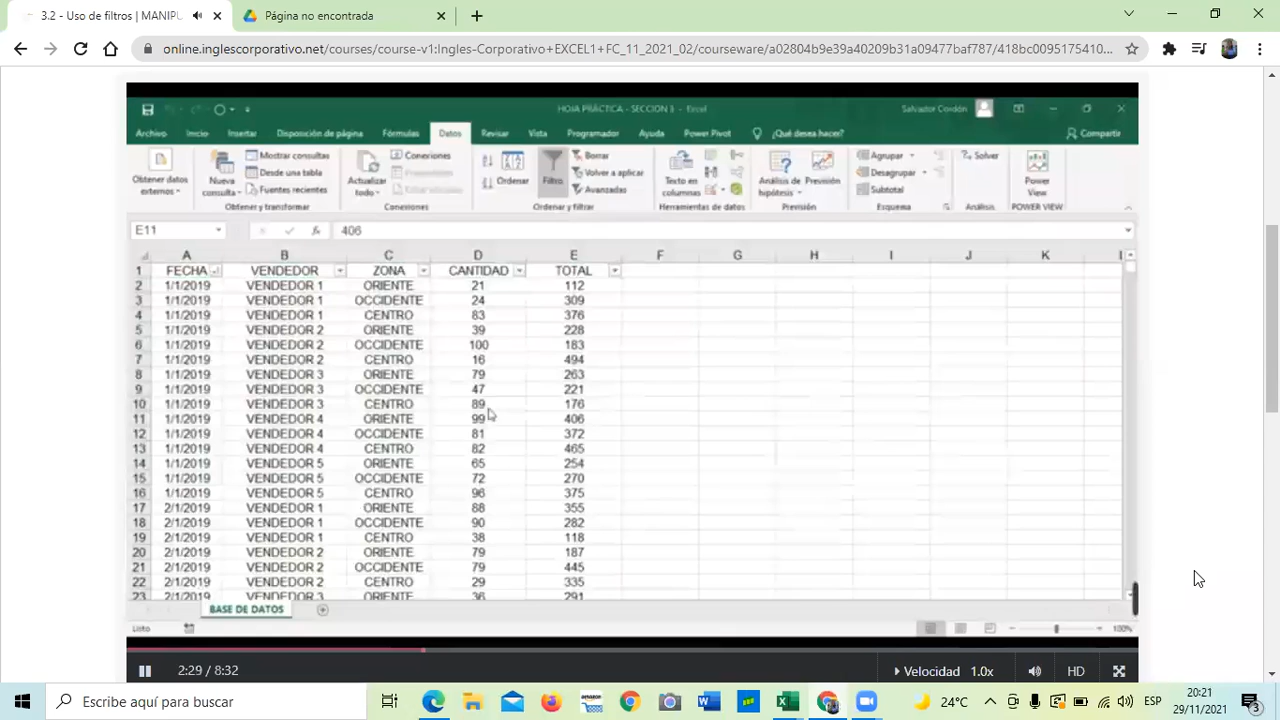 3.2 - Uso de filtros | MANIPU
Página no encontrada
online.inglescorporativo.net/courses/course-v1:Ingles-Corporativo+EXCEL1+FC_11_2021_02/courseware/a02804b9e39a40209b31a09477baf787/418bc0095175410...
HOJA PRÁCTICA - SECCION 3 - Excel
Salvador Cordón
Archivo Inicio Insertar Disposición de página Fórmulas Datos Revisar Vista Programador Ayuda Power Pivot ¿Qué desea hacer? Compartir
Obtener datos externos
Nueva consulta
Mostrar consultas
Desde una tabla
Fuentes recientes
Obtener y transformar
Actualizar todo
Conexiones
Propiedades
Editar vínculos
Conexiones
Ordenar
Filtro
Borrar
Volver a aplicar
Avanzadas
Ordenar y filtrar
Texto en columnas
Herramientas de datos
Análisis de hipótesis
Previsión
Previsión
Agrupar
Desagrupar
Subtotal
Esquema
Solver
Análisis
Power View
POWER VIEW
E11 fx 406
A B C D E F G H I J K L
1 FECHA VENDEDOR ZONA CANTIDAD TOTAL
2 1/1/2019 VENDEDOR 1 ORIENTE 21 112
3 1/1/2019 VENDEDOR 1 OCCIDENTE 24 309
4 1/1/2019 VENDEDOR 1 CENTRO 83 376
5 1/1/2019 VENDEDOR 2 ORIENTE 39 228
6 1/1/2019 VENDEDOR 2 OCCIDENTE 100 183
7 1/1/2019 VENDEDOR 2 CENTRO 16 494
8 1/1/2019 VENDEDOR 3 ORIENTE 79 263
9 1/1/2019 VENDEDOR 3 OCCIDENTE 47 221
10 1/1/2019 VENDEDOR 3 CENTRO 89 176
11 1/1/2019 VENDEDOR 4 ORIENTE 99 406
12 1/1/2019 VENDEDOR 4 OCCIDENTE 81 372
13 1/1/2019 VENDEDOR 4 CENTRO 82 465
14 1/1/2019 VENDEDOR 5 ORIENTE 65 254
15 1/1/2019 VENDEDOR 5 OCCIDENTE 72 270
16 1/1/2019 VENDEDOR 5 CENTRO 96 375
17 2/1/2019 VENDEDOR 1 ORIENTE 88 355
18 2/1/2019 VENDEDOR 1 OCCIDENTE 90 282
19 2/1/2019 VENDEDOR 1 CENTRO 38 118
20 2/1/2019 VENDEDOR 2 ORIENTE 79 187
21 2/1/2019 VENDEDOR 2 OCCIDENTE 79 445
22 2/1/2019 VENDEDOR 2 CENTRO 29 335
23 2/1/2019 VENDEDOR 3 ORIENTE 36 291
BASE DE DATOS
Listo 100%
2:29 / 8:32 Velocidad 1.0x HD
Escribe aquí para buscar
amazon
24°C
ESP
20:21
29/11/2021
3